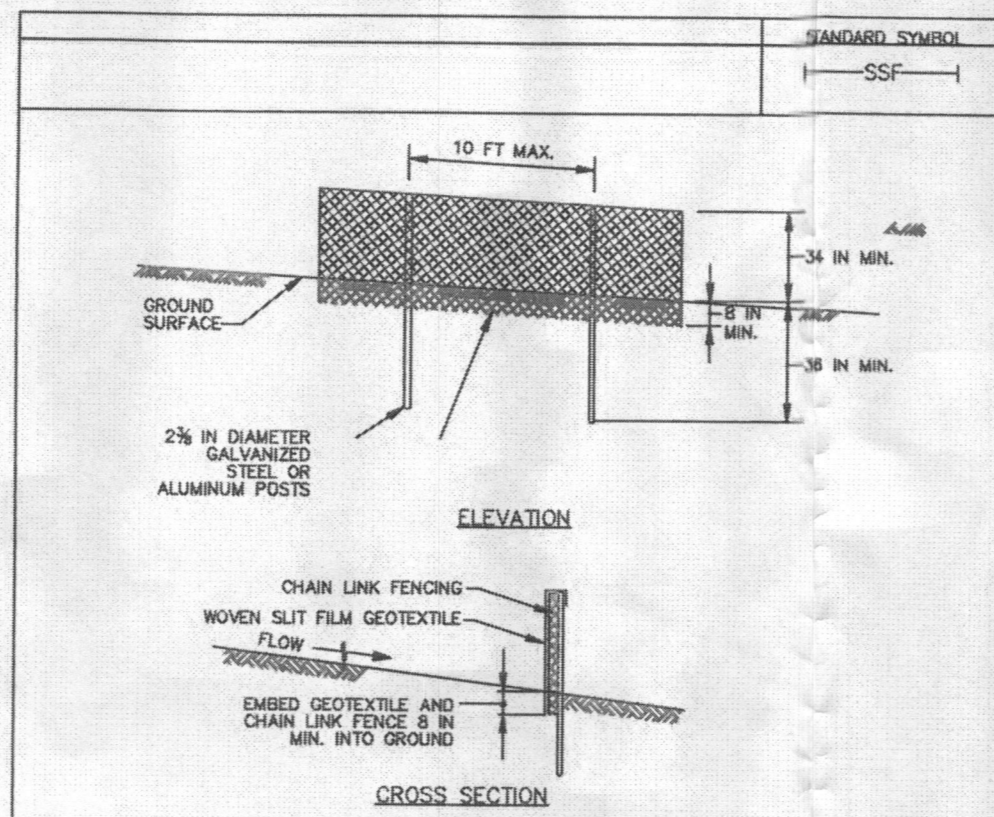 TANDARD SYMBOL
SSF
10 FT MAX.
34 IN MIN.
GROUND
SURFACE
8 IN
MIN.
36 IN MIN.
2⅜ IN DIAMETER
GALVANIZED
STEEL OR
ALUMINUM POSTS
ELEVATION
CHAIN LINK FENCING
WOVEN SLIT FILM GEOTEXTILE
FLOW
EMBED GEOTEXTILE AND
CHAIN LINK FENCE 8 IN
MIN. INTO GROUND
CROSS SECTION